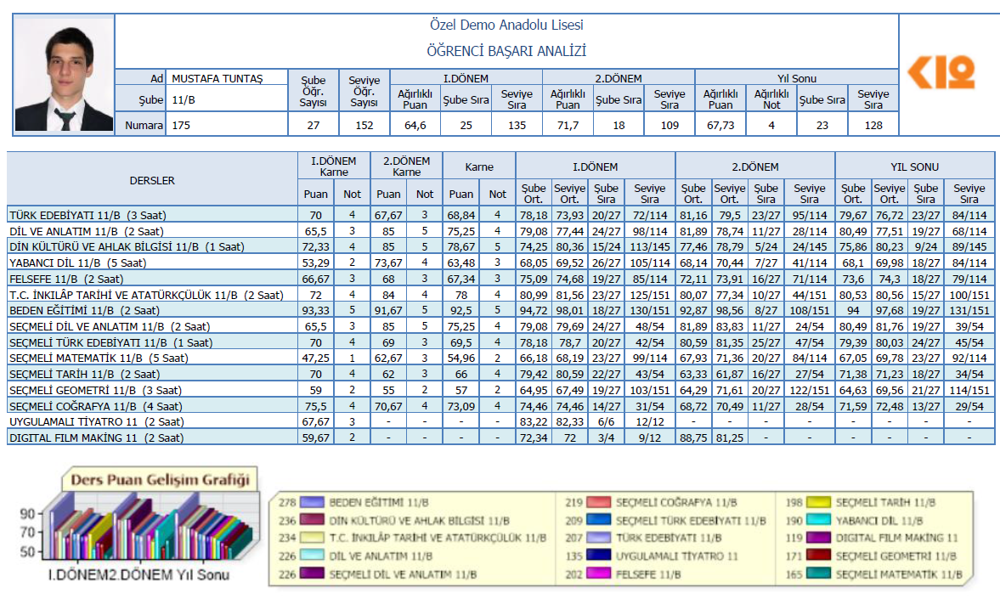 Özel Demo Anadolu Lisesi
ÖĞRENCİ BAŞARI ANALİZİ
K12
Ad MUSTAFA TUNTAŞ Şube Öğr. Sayısı Seviye Öğr. Sayısı I.DÖNEM 2.DÖNEM Yıl Sonu
Şube 11/B Ağırlıklı Puan Şube Sıra Seviye Sıra Ağırlıklı Puan Şube Sıra Seviye Sıra Ağırlıklı Puan Ağırlıklı Not Şube Sıra Seviye Sıra
Numara 175 27 152 64,6 25 135 71,7 18 109 67,73 4 23 128
DERSLER I.DÖNEM Karne 2.DÖNEM Karne Karne I.DÖNEM 2.DÖNEM YIL SONU
Puan Not Puan Not Puan Not Şube Ort. Seviye Ort. Şube Sıra Seviye Sıra Şube Ort. Seviye Ort. Şube Sıra Seviye Sıra Şube Ort. Seviye Ort. Şube Sıra Seviye Sıra
TÜRK EDEBİYATI 11/B (3 Saat) 70 4 67,67 3 68,84 4 78,18 73,93 20/27 72/114 81,16 79,5 23/27 95/114 79,67 76,72 23/27 84/114
DİL VE ANLATIM 11/B (2 Saat) 65,5 3 85 5 75,25 4 79,08 77,44 24/27 98/114 81,89 78,74 11/27 28/114 80,49 77,51 19/27 68/114
DİN KÜLTÜRÜ VE AHLAK BİLGİSİ 11/B (1 Saat) 72,33 4 85 5 78,67 5 74,25 80,36 15/24 113/145 77,46 78,79 5/24 24/145 75,86 80,23 9/24 89/145
YABANCI DİL 11/B (5 Saat) 53,29 2 73,67 4 63,48 3 68,05 69,52 26/27 105/114 68,14 70,44 7/27 41/114 68,1 69,98 18/27 84/114
FELSEFE 11/B (2 Saat) 66,67 3 68 3 67,34 3 75,09 74,68 19/27 85/114 72,11 73,91 16/27 71/114 73,6 74,3 18/27 79/114
T.C. İNKILÂP TARİHİ VE ATATÜRKÇÜLÜK 11/B (2 Saat) 72 4 84 4 78 4 80,99 81,56 23/27 125/151 80,07 77,34 10/27 44/151 80,53 80,56 15/27 100/151
BEDEN EĞİTİMİ 11/B (2 Saat) 93,33 5 91,67 5 92,5 5 94,72 98,01 18/27 130/151 92,87 98,56 8/27 108/151 94 97,68 19/27 131/151
SEÇMELİ DİL VE ANLATIM 11/B (2 Saat) 65,5 3 85 5 75,25 4 79,08 79,69 24/27 48/54 81,89 83,83 11/27 24/54 80,49 81,76 19/27 39/54
SEÇMELİ TÜRK EDEBİYATI 11/B (1 Saat) 70 4 69 3 69,5 4 78,18 78,7 20/27 42/54 80,59 81,35 25/27 47/54 79,39 80,03 24/27 45/54
SEÇMELİ MATEMATİK 11/B (5 Saat) 47,25 1 62,67 3 54,96 2 66,18 68,19 23/27 99/114 67,93 71,36 20/27 84/114 67,05 69,78 23/27 92/114
SEÇMELİ TARİH 11/B (2 Saat) 70 4 62 3 66 4 79,42 80,59 22/27 43/54 63,33 61,87 16/27 27/54 71,38 71,23 18/27 34/54
SEÇMELİ GEOMETRİ 11/B (3 Saat) 59 2 55 2 57 2 64,95 67,49 19/27 103/151 64,29 71,61 20/27 122/151 64,63 69,56 21/27 114/151
SEÇMELİ COĞRAFYA 11/B (4 Saat) 75,5 4 70,67 4 73,09 4 74,46 74,46 14/27 31/54 68,72 70,49 11/27 28/54 71,59 72,48 13/27 29/54
UYGULAMALI TİYATRO 11 (2 Saat) 67,67 3 - - - - 83,22 82,33 6/6 12/12 - - - - - - - -
DIGITAL FILM MAKİNG 11 (2 Saat) 59,67 2 - - - - 72,34 72 3/4 9/12 88,75 81,25 - - - - - -
Ders Puan Gelişim Grafiği
90
70
50
I.DÖNEM2.DÖNEM Yıl Sonu
278 BEDEN EĞİTİMİ 11/B 219 SEÇMELİ COĞRAFYA 11/B 198 SEÇMELİ TARİH 11/B
236 DİN KÜLTÜRÜ VE AHLAK BİLGİSİ 11/B 209 SEÇMELİ TÜRK EDEBİYATI 11/B 190 YABANCI DİL 11/B
234 T.C. İNKILÂP TARİHİ VE ATATÜRKÇÜLÜK 11/B 207 TÜRK EDEBİYATI 11/B 119 DIGITAL FILM MAKING 11
226 DİL VE ANLATIM 11/B 135 UYGULAMALI TİYATRO 11 171 SEÇMELİ GEOMETRİ 11/B
226 SEÇMELİ DİL VE ANLATIM 11/B 202 FELSEFE 11/B 165 SEÇMELİ MATEMATİK 11/B